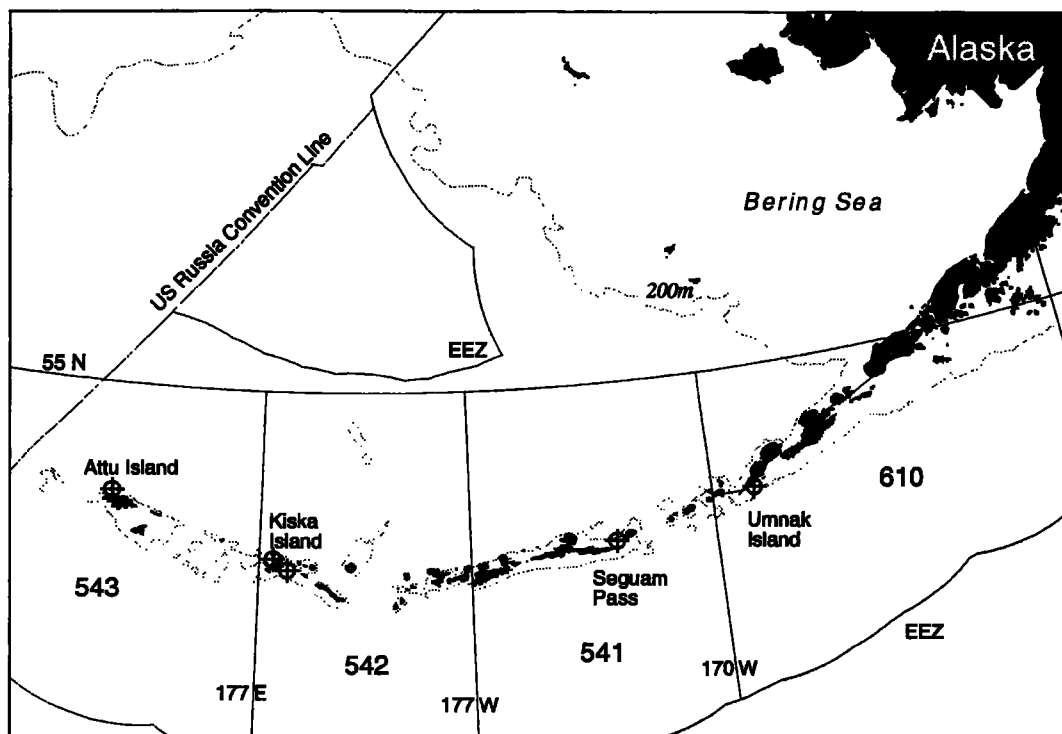 Alaska
Bering Sea
US Russia Convention Line
200m
EEZ
55 N
Attu Island
610
Kiska
Island
Umnak
Island
543
Seguam
Pass
EEZ
541
542
170 W
177 E
177 W